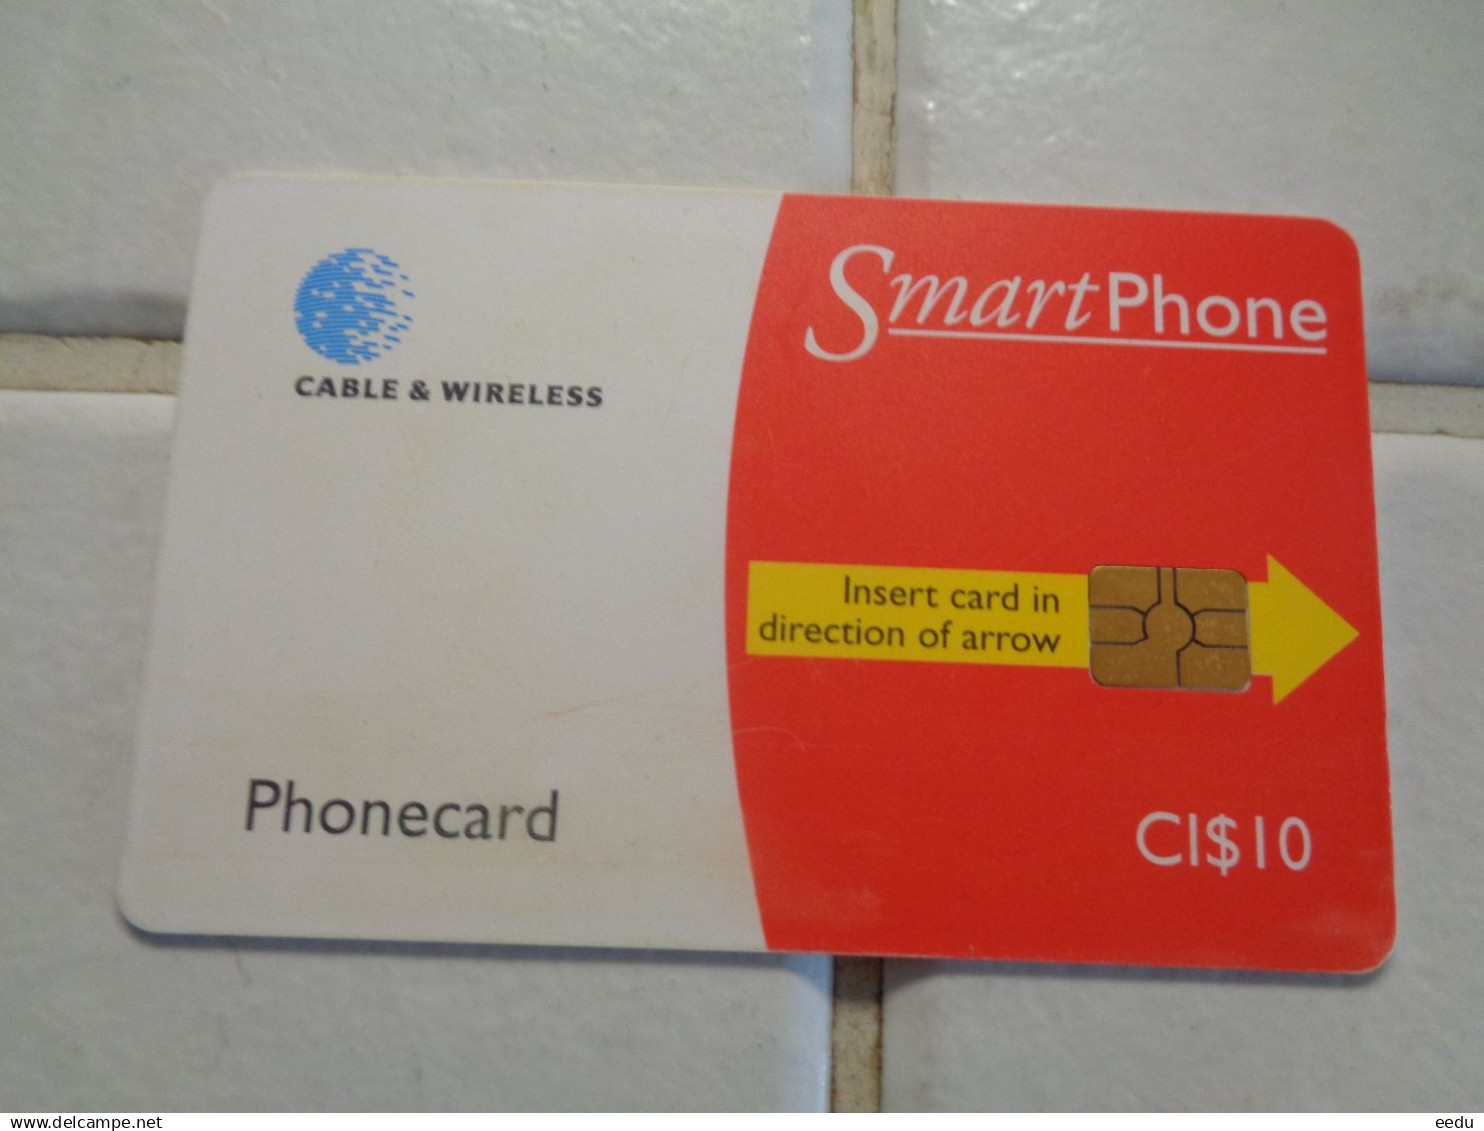 CABLE & WIRELESS
SmartPhone
Insert card in
direction of arrow
Phonecard
CI$10
www.delcampe.net
eedu